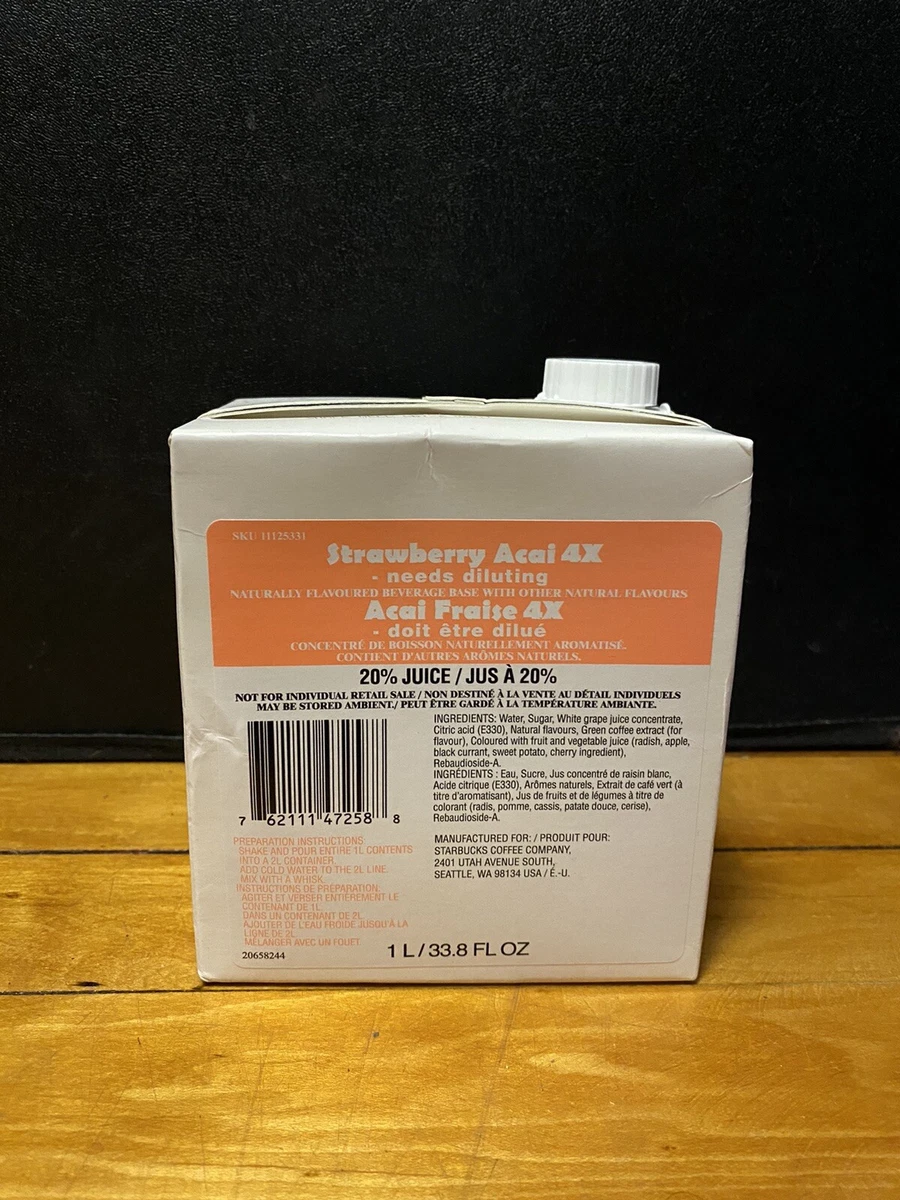 SKU 11125331
Strawberry Acai 4X
- needs diluting
NATURALLY FLAVOURED BEVERAGE BASE WITH OTHER NATURAL FLAVOURS
Acai Fraise 4X
- doit être dilué
CONCENTRÉ DE BOISSON NATURELLEMENT AROMATISÉ.
CONTIENT D'AUTRES ARÔMES NATURELS.
20% JUICE / JUS À 20%
NOT FOR INDIVIDUAL RETAIL SALE / NON DESTINÉ À LA VENTE AU DÉTAIL INDIVIDUELS
MAY BE STORED AMBIENT./ PEUT ÊTRE GARDÉ À LA TEMPÉRATURE AMBIANTE.
INGREDIENTS: Water, Sugar, White grape juice concentrate,
Citric acid (E330), Natural flavours, Green coffee extract (for
flavour), Coloured with fruit and vegetable juice (radish, apple,
black currant, sweet potato, cherry ingredient),
Rebaudioside-A.
INGRÉDIENTS : Eau, Sucre, Jus concentré de raisin blanc,
Acide citrique (E330), Arômes naturels, Extrait de café vert (à
titre d'aromatisant), Jus de fruits et de légumes à titre de
colorant (radis, pomme, cassis, patate douce, cerise),
Rebaudioside-A.
7 62111 47258 8
PREPARATION INSTRUCTIONS.
SHAKE AND POUR ENTIRE 1L CONTENTS
INTO A 2L CONTAINER.
ADD COLD WATER TO THE 2L LINE.
MIX WITH A WHISK.
INSTRUCTIONS DE PRÉPARATION.
AGITER ET VERSER ENTIÈREMENT LE
CONTENANT DE 1L
DANS UN CONTENANT DE 2L.
AJOUTER DE L'EAU FROIDE JUSQU'À LA
LIGNE DE 2L.
MÉLANGER AVEC UN FOUET.
20658244
MANUFACTURED FOR: / PRODUIT POUR:
STARBUCKS COFFEE COMPANY,
2401 UTAH AVENUE SOUTH,
SEATTLE, WA 98134 USA / É.-U.
1 L / 33.8 FL OZ